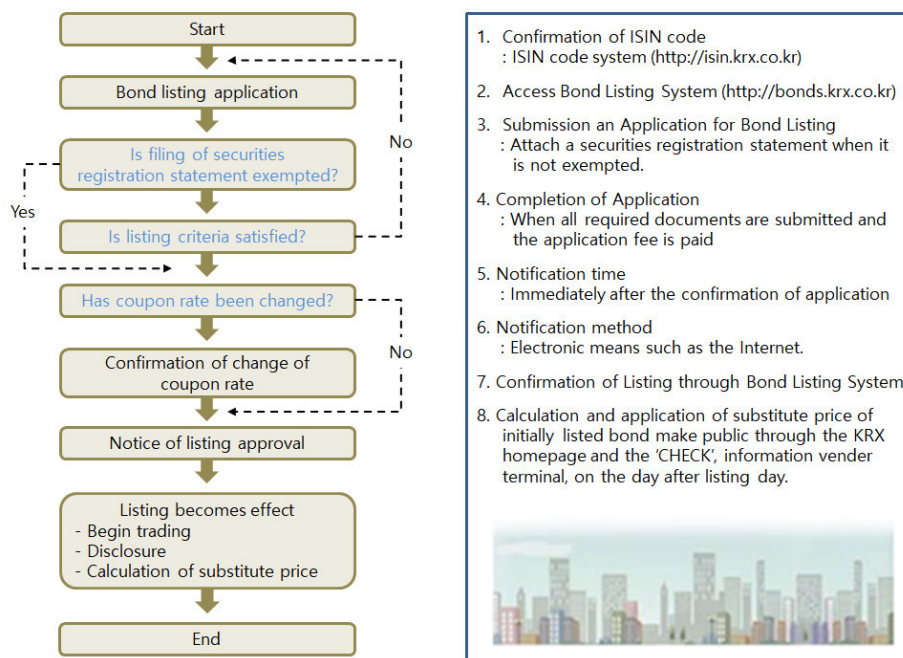 Start
Bond listing application
No
Is filing of securities
registration statement exempted?
Yes
Is listing criteria satisfied?
Has coupon rate been changed?
No
Confirmation of change of
coupon rate
Notice of listing approval
Listing becomes effect
- Begin trading
- Disclosure
- Calculation of substitute price
End
1. Confirmation of ISIN code
: ISIN code system (http://isin.krx.co.kr)
2. Access Bond Listing System (http://bonds.krx.co.kr)
3. Submission an Application for Bond Listing
: Attach a securities registration statement when it
is not exempted.
4. Completion of Application
: When all required documents are submitted and
the application fee is paid
5. Notification time
: Immediately after the confirmation of application
6. Notification method
: Electronic means such as the Internet.
7. Confirmation of Listing through Bond Listing System
8. Calculation and application of substitute price of
initially listed bond make public through the KRX
homepage and the ‘CHECK’, information vender
terminal, on the day after listing day.